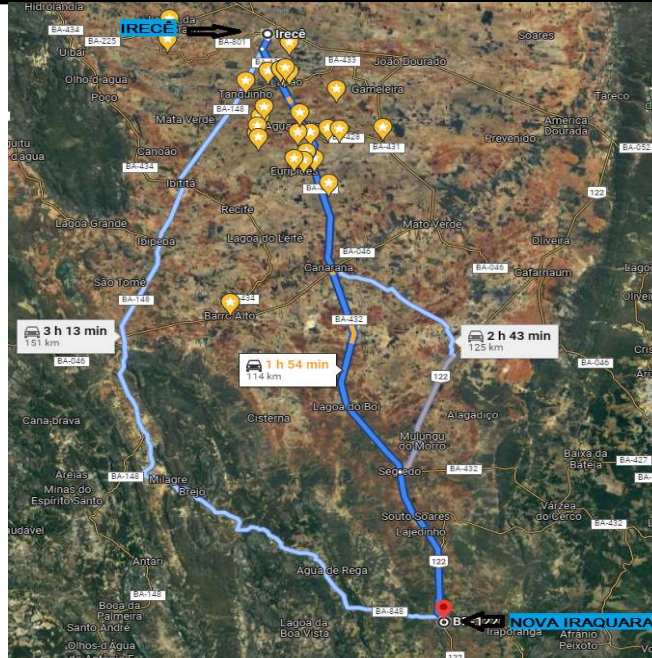 Hidrolândia
BA-434
IRECÊ
Irecê
BA-225
BA-801
Uibaí
Soares
BA-433
João Dourado
Olho-d'agua
Poço
Tanguinho
Gameleira
Tareco
BA-148
Mata Verde
América
Dourada
BA-431
Prevenido
BA-052
Canoão
BA-434
Ibititá
122
Recife
Lagoa Grande
Mato Verde
Ibipeba
Lagoa do Leite
Oliveira
BA-046
Canarana
BA-046
Cafarnaum
São Tomé
BA-148
Barro Alto
BA-432
3 h 13 min
151 km
2 h 43 min
125 km
BA-046
1 h 54 min
114 km
BA-046
122
Lagoa do Boi
Cana-brava
Cisterna
Alagadiço
Mulungu
do Morro
Baixa da
Bateia
BA-427
Areias
BA-148
Milagre
Segredo
BA-432
Minas do
Espírito Santo
Brejo
Souto Soares
Várzea
do Cerco
BA-432
Lajedinho
Antari
122
Agua de Rega
BA-148
Boca da
Palmeira
Santo André
Lagoa da
Boa Vista
BA-848
NOVA IRAQUARA
Iraporanga
Afrânio
Peixoto
Olhos-d'Água
122